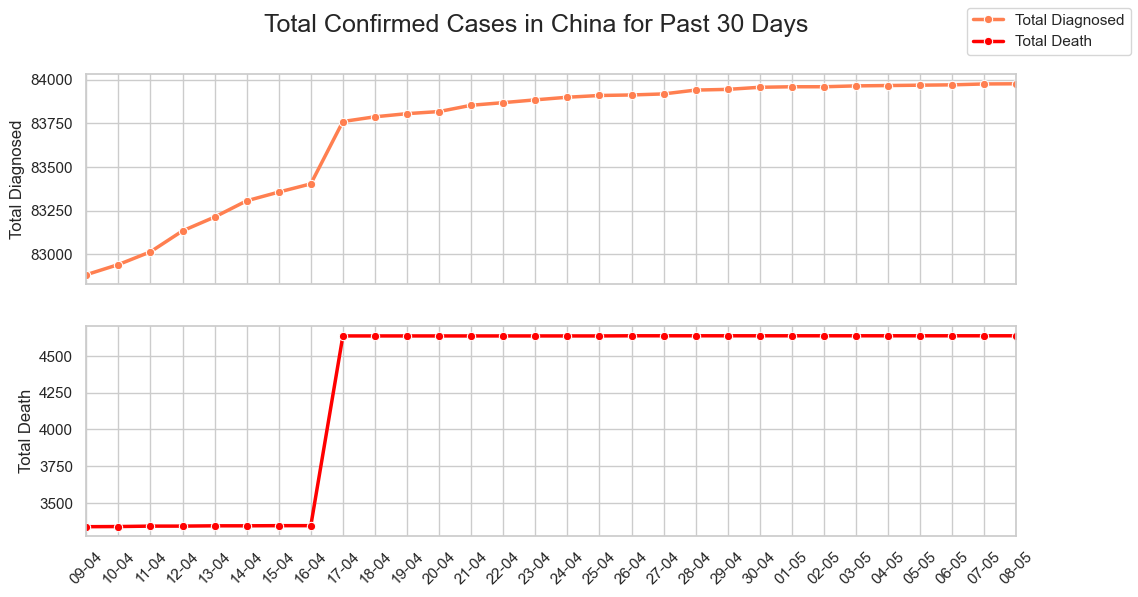 Total Confirmed Cases in China for Past 30 Days
Total Diagnosed
Total Death
Total Diagnosed
84000
83750
83500
83250
83000
Total Death
4500
4250
4000
3750
3500
09-04 10-04 11-04 12-04 13-04 14-04 15-04 16-04 17-04 18-04 19-04 20-04 21-04 22-04 23-04 24-04 25-04 26-04 27-04 28-04 29-04 30-04 01-05 02-05 03-05 04-05 05-05 06-05 07-05 08-05